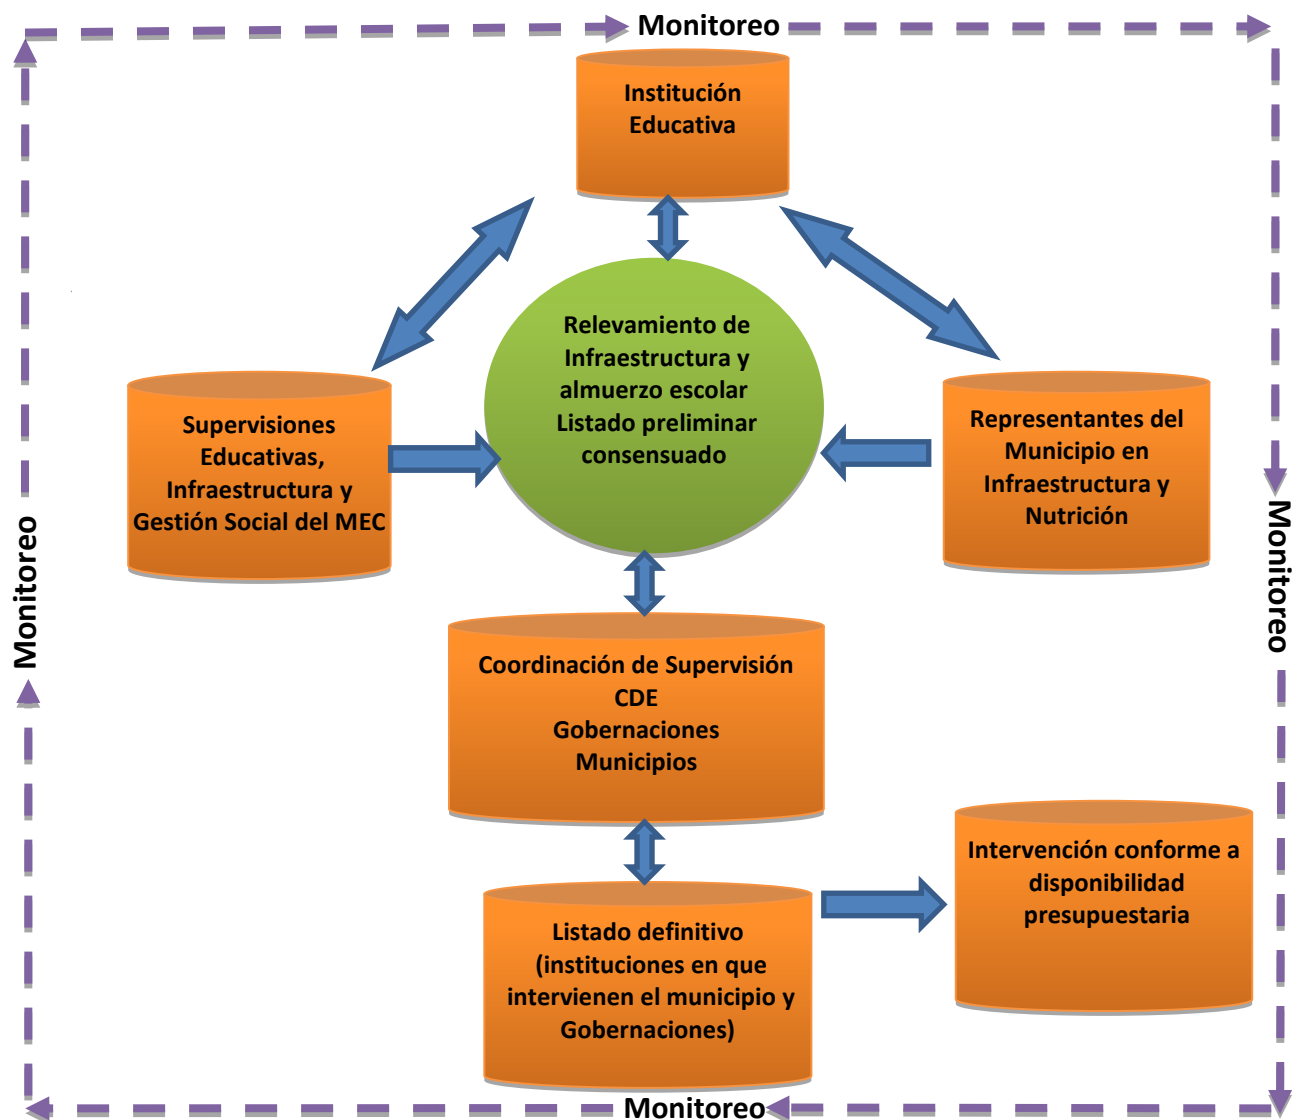 Monitoreo
Institución
Educativa
Relevamiento de
Infraestructura y
almuerzo escolar
Listado preliminar
consensuado
Supervisiones
Educativas,
Infraestructura y
Gestión Social del MEC
Representantes del
Municipio en
Infraestructura y
Nutrición
Monitoreo
Monitoreo
Coordinación de Supervisión
CDE
Gobernaciones
Municipios
Intervención conforme a
disponibilidad
presupuestaria
Listado definitivo
(instituciones en que
intervienen el municipio y
Gobernaciones)
Monitoreo